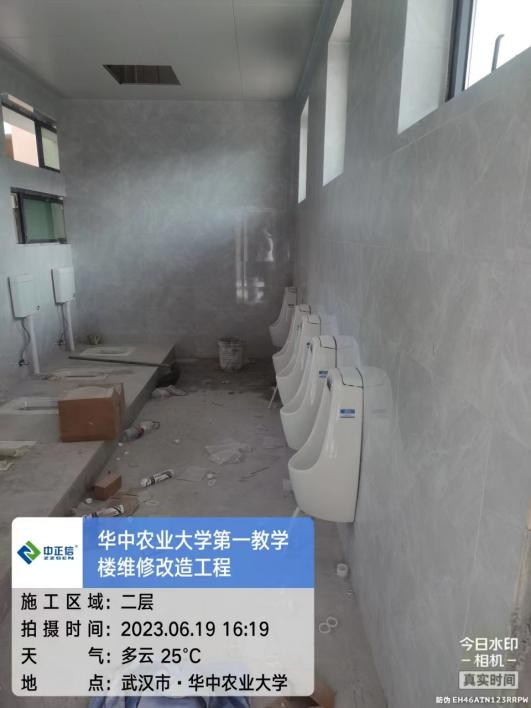 中正信®
ZZSEN
华中农业大学第一教学
楼维修改造工程
施工区域：二层
拍摄时间：2023.06.19 16:19
天气：多云 25°C
地点：武汉市·华中农业大学
今日水印
-相机-
真实时间
防伪 EH46ATN123RRPW